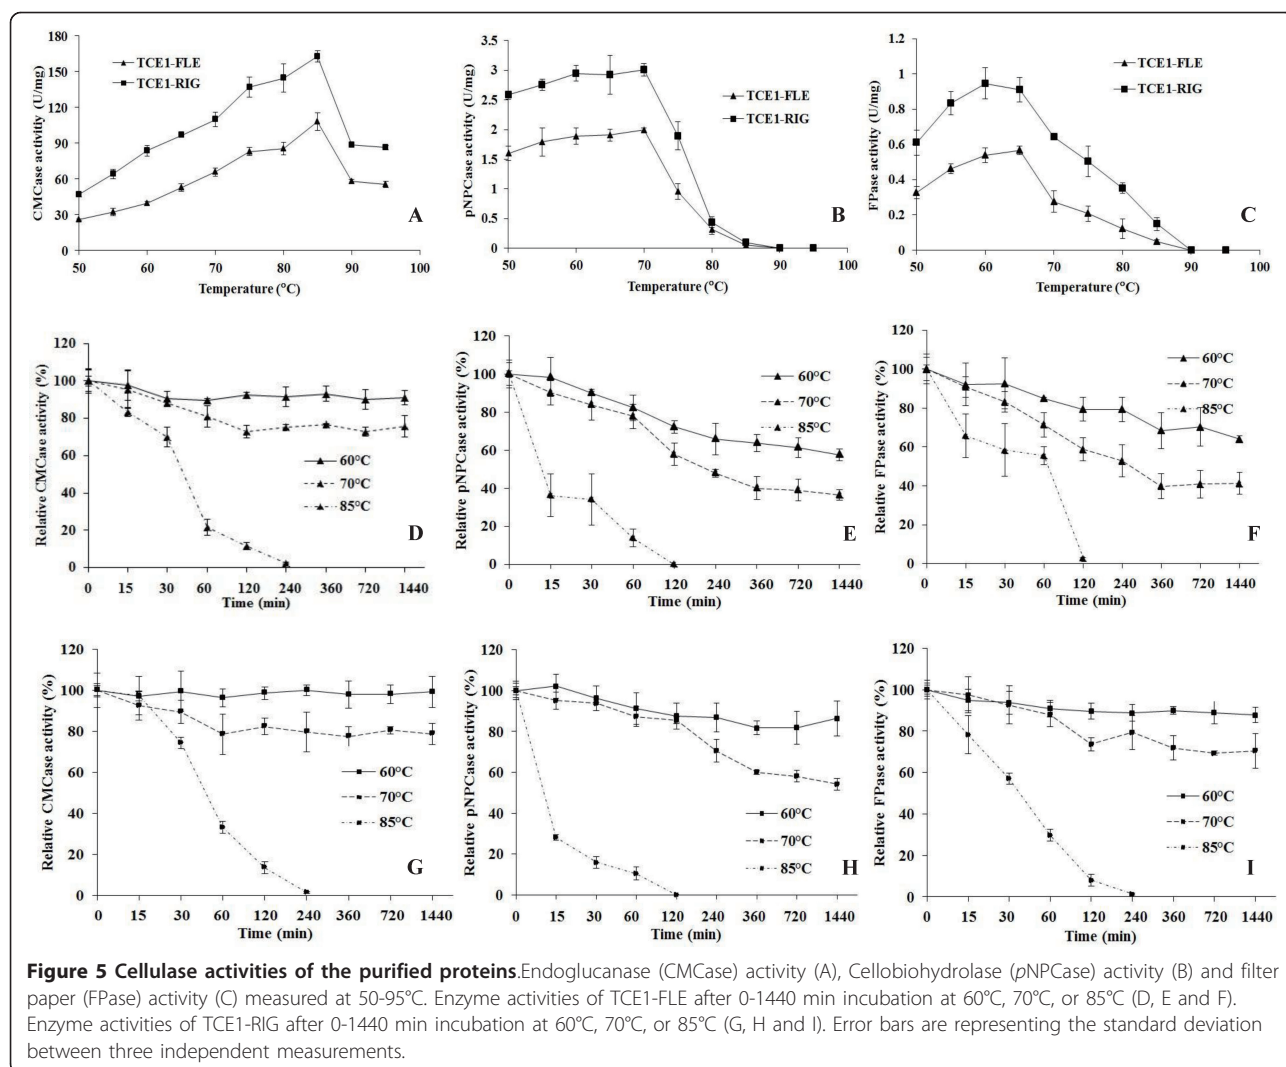 180
150
120
90
60
30
0
CMCase activity (U/mg)
TCE1-FLE
TCE1-RIG
A
50 60 70 80 90 100
Temperature (°C)
3.5
3
2.5
2
1.5
1
0.5
0
pNPCase activity (U/mg)
TCE1-FLE
TCE1-RIG
B
50 60 70 80 90 100
Temperature (°C)
1.2
1
0.8
0.6
0.4
0.2
0
FPase activity (U/mg)
TCE1-FLE
TCE1-RIG
C
50 60 70 80 90 100
Temperature (°C)
120
100
80
60
40
20
0
Relative CMCase activity (%)
60°C
70°C
85°C
D
0 15 30 60 120 240 360 720 1440
Time (min)
120
100
80
60
40
20
0
Relative pNPCase activity (%)
60°C
70°C
85°C
E
0 15 30 60 120 240 360 720 1440
Time (min)
120
100
80
60
40
20
0
Relative FPase activity (%)
60°C
70°C
85°C
F
0 15 30 60 120 240 360 720 1440
Time (min)
120
100
80
60
40
20
0
Relative CMCase activity (%)
60°C
70°C
85°C
G
0 15 30 60 120 240 360 720 1440
Time (min)
120
100
80
60
40
20
0
Relative pNPCase activity (%)
60°C
70°C
85°C
H
0 15 30 60 120 240 360 720 1440
Time (min)
120
100
80
60
40
20
0
Relative FPase activity (%)
60°C
70°C
85°C
I
0 15 30 60 120 240 360 720 1440
Time (min)
Figure 5 Cellulase activities of the purified proteins.Endoglucanase (CMCase) activity (A), Cellobiohydrolase (pNPCase) activity (B) and filter
paper (FPase) activity (C) measured at 50-95°C. Enzyme activities of TCE1-FLE after 0-1440 min incubation at 60°C, 70°C, or 85°C (D, E and F).
Enzyme activities of TCE1-RIG after 0-1440 min incubation at 60°C, 70°C, or 85°C (G, H and I). Error bars are representing the standard deviation
between three independent measurements.